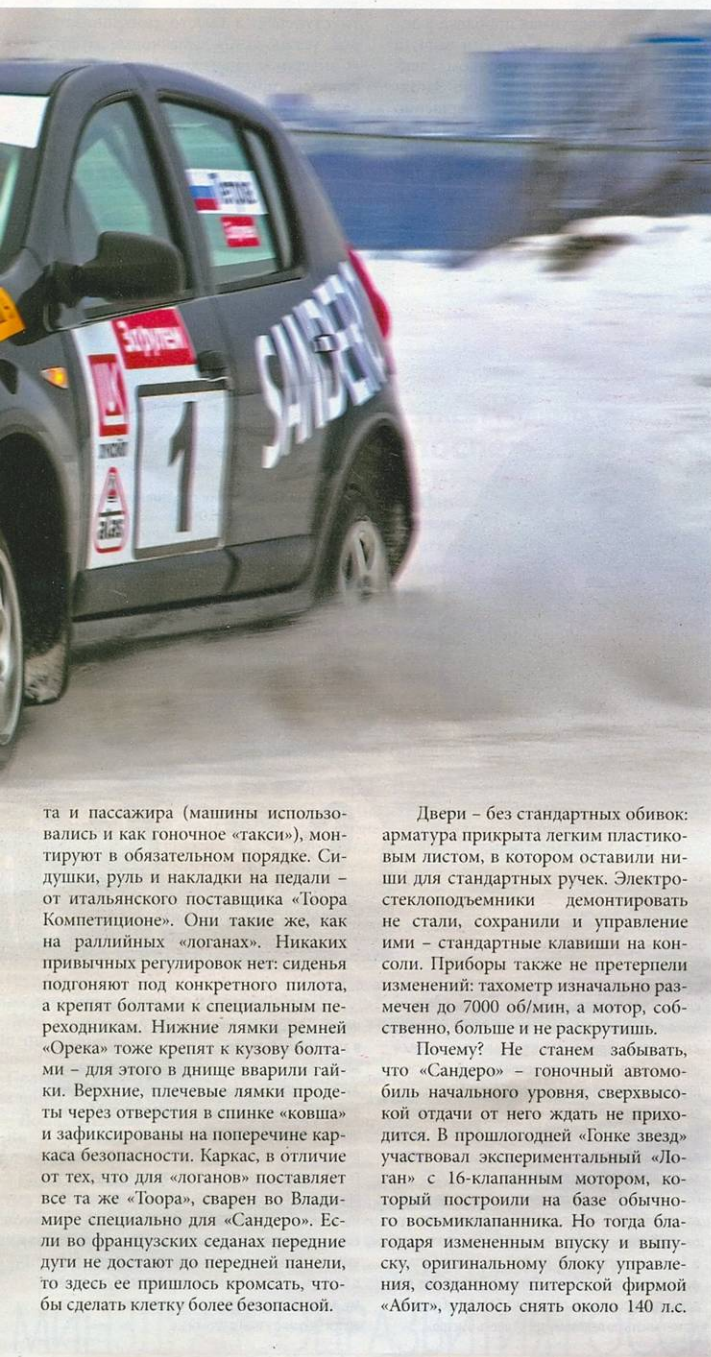 За рулем
ЛУКОЙЛ
atas
1
SANDERO
та и пассажира (машины использо-
вались и как гоночное «такси»), мон-
тируют в обязательном порядке. Си-
душки, руль и накладки на педали –
от итальянского поставщика «Тоора
Компетиционе». Они такие же, как
на раллийных «логанах». Никаких
привычных регулировок нет: сиденья
подгоняют под конкретного пилота,
а крепят болтами к специальным пе-
реходникам. Нижние лямки ремней
«Орека» тоже крепят к кузову болта-
ми – для этого в днище вварили гай-
ки. Верхние, плечевые лямки проде-
ты через отверстия в спинке «ковша»
и зафиксированы на поперечине кар-
каса безопасности. Каркас, в отличие
от тех, что для «логанов» поставляет
все та же «Тоора», сварен во Влади-
мире специально для «Сандеро». Ес-
ли во французских седанах передние
дуги не достают до передней панели,
то здесь ее пришлось кромсать, что-
бы сделать клетку более безопасной.
Двери – без стандартных обивок:
арматура прикрыта легким пластико-
вым листом, в котором оставили ни-
ши для стандартных ручек. Электро-
стеклоподъемники демонтировать
не стали, сохранили и управление
ими – стандартные клавиши на кон-
соли. Приборы также не претерпели
изменений: тахометр изначально раз-
мечен до 7000 об/мин, а мотор, соб-
ственно, больше и не раскрутишь.
Почему? Не станем забывать,
что «Сандеро» – гоночный автомо-
биль начального уровня, сверхвысо-
кой отдачи от него ждать не прихо-
дится. В прошлогодней «Гонке звезд»
участвовал экспериментальный «Ло-
ган» с 16-клапанным мотором, ко-
торый построили на базе обычно-
го восьмиклапанника. Но тогда бла-
годаря измененным впуску и выпу-
ску, оригинальному блоку управле-
ния, созданному питерской фирмой
«Абит», удалось снять около 140 л.с.